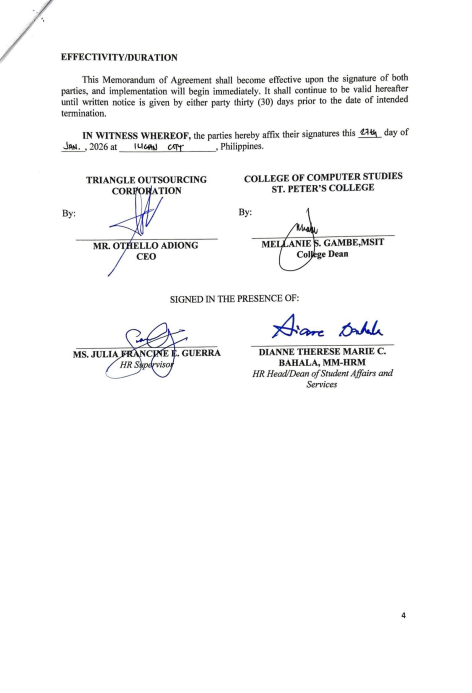 EFFECTIVITY/DURATION
This Memorandum of Agreement shall become effective upon the signature of both
parties, and implementation will begin immediately. It shall continue to be valid hereafter
until written notice is given by either party thirty (30) days prior to the date of intended
termination.
IN WITNESS WHEREOF, the parties hereby affix their signatures this 27th day of
JAN. , 2026 at ILIGAN CITY , Philippines.
TRIANGLE OUTSOURCING
CORPORATION
By:
MR. OTHELLO ADIONG
CEO
COLLEGE OF COMPUTER STUDIES
ST. PETER'S COLLEGE
By:
MELLANIE S. GAMBE,MSIT
College Dean
SIGNED IN THE PRESENCE OF:
MS. JULIA FRANCINE E. GUERRA
HR Supervisor
Diane Bahala
DIANNE THERESE MARIE C.
BAHALA, MM-HRM
HR Head/Dean of Student Affairs and
Services
4